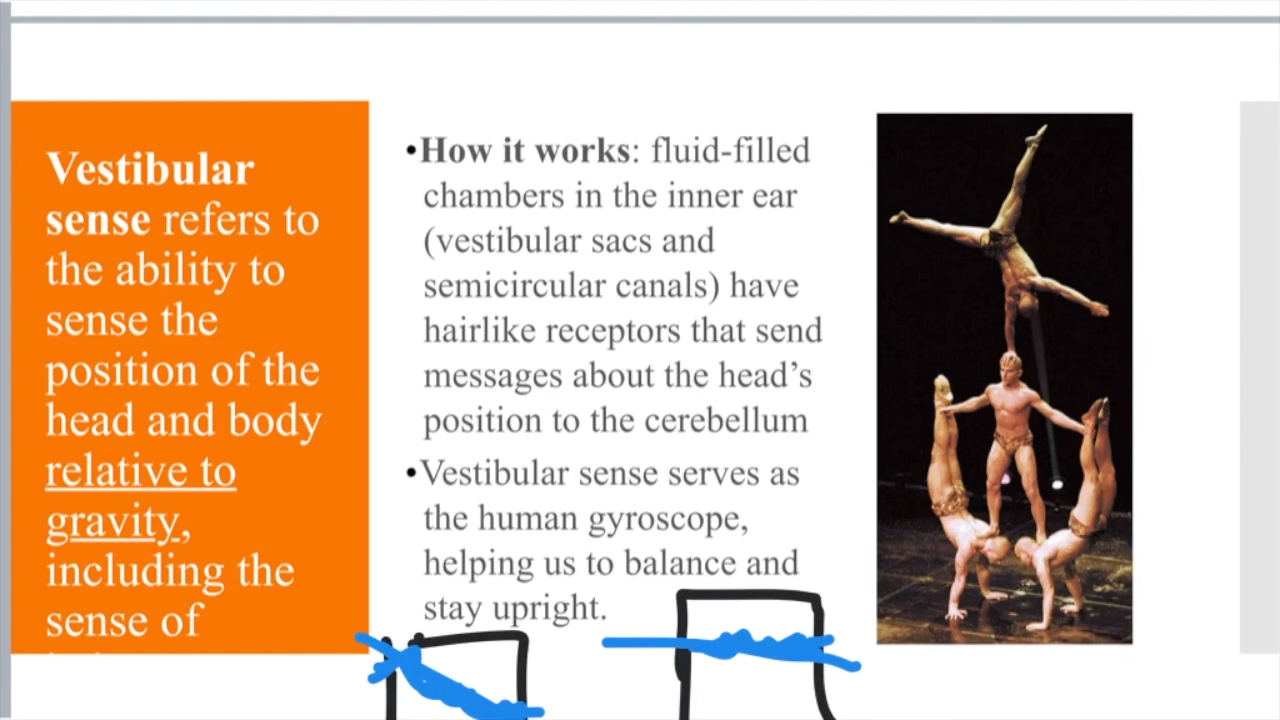 Vestibular
sense refers to
the ability to
sense the
position of the
head and body
relative to
gravity,
including the
sense of
•How it works: fluid-filled
chambers in the inner ear
(vestibular sacs and
semicircular canals) have
hairlike receptors that send
messages about the head’s
position to the cerebellum
•Vestibular sense serves as
the human gyroscope,
helping us to balance and
stay upright.